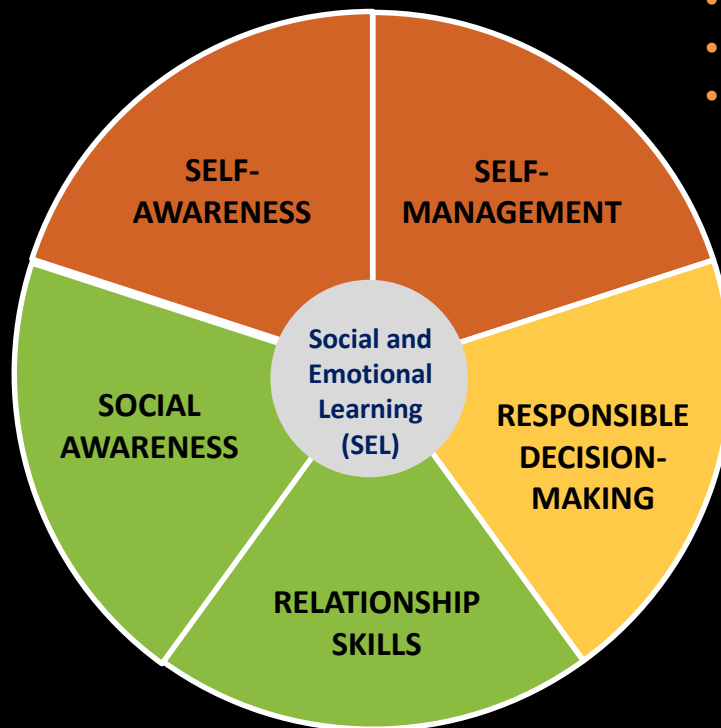 SELF-
AWARENESS
SELF-
MANAGEMENT
Social and
Emotional
Learning
(SEL)
SOCIAL
AWARENESS
RESPONSIBLE
DECISION-
MAKING
RELATIONSHIP
SKILLS